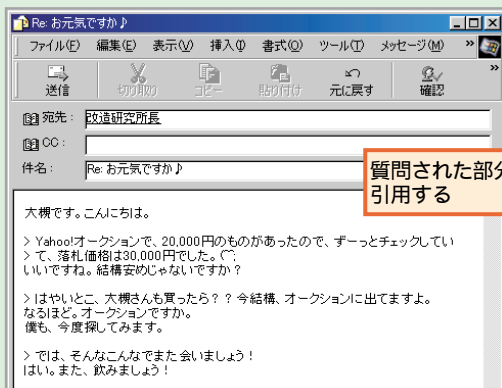 Re: お元気ですか♪
ファイル(F) 編集(E) 表示(V) 挿入(I) 書式(O) ツール(T) メッセージ(M) »
送信 切り取り コピー 貼り付け 元に戻す 確認 »
宛先: 改造研究所長
CC:
件名: Re: お元気ですか♪
質問された部分
引用する
大槻です。こんにちは。
> Yahoo!オークションで、20,000円のものがあったので、ずーっとチェックしてい
> て、落札価格は30,000円でした。(^^;
いいですね。結構安めじゃないですか？
> はやいとこ、大槻さんも買ったら？？今結構、オークションに出てますよ。
なるほど。オークションですか。
僕も、今度探してみます。
> では、そんなこんなでまた会いましょう！
はい。また、飲みましょう！